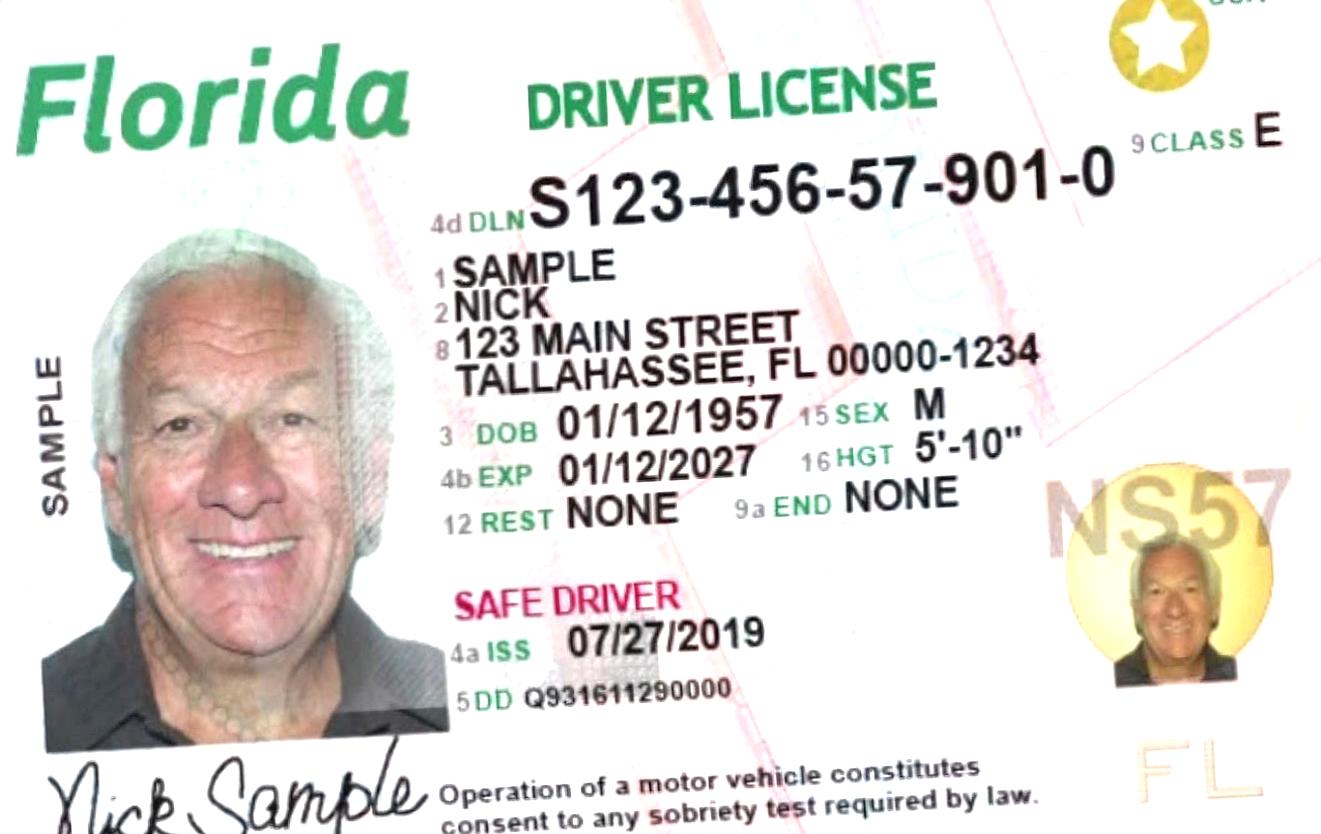 Florida
DRIVER LICENSE
9 CLASS E
4d DLN S123-456-57-901-0
1 SAMPLE
2 NICK
8 123 MAIN STREET
TALLAHASSEE, FL 00000-1234
3 DOB 01/12/1957 15 SEX M
4b EXP 01/12/2027 16 HGT 5'-10"
12 REST NONE 9a END NONE
SAMPLE
NS57
SAFE DRIVER
4a ISS 07/27/2019
5 DD Q931611290000
FL
Nick Sample
Operation of a motor vehicle constitutes
consent to any sobriety test required by law.